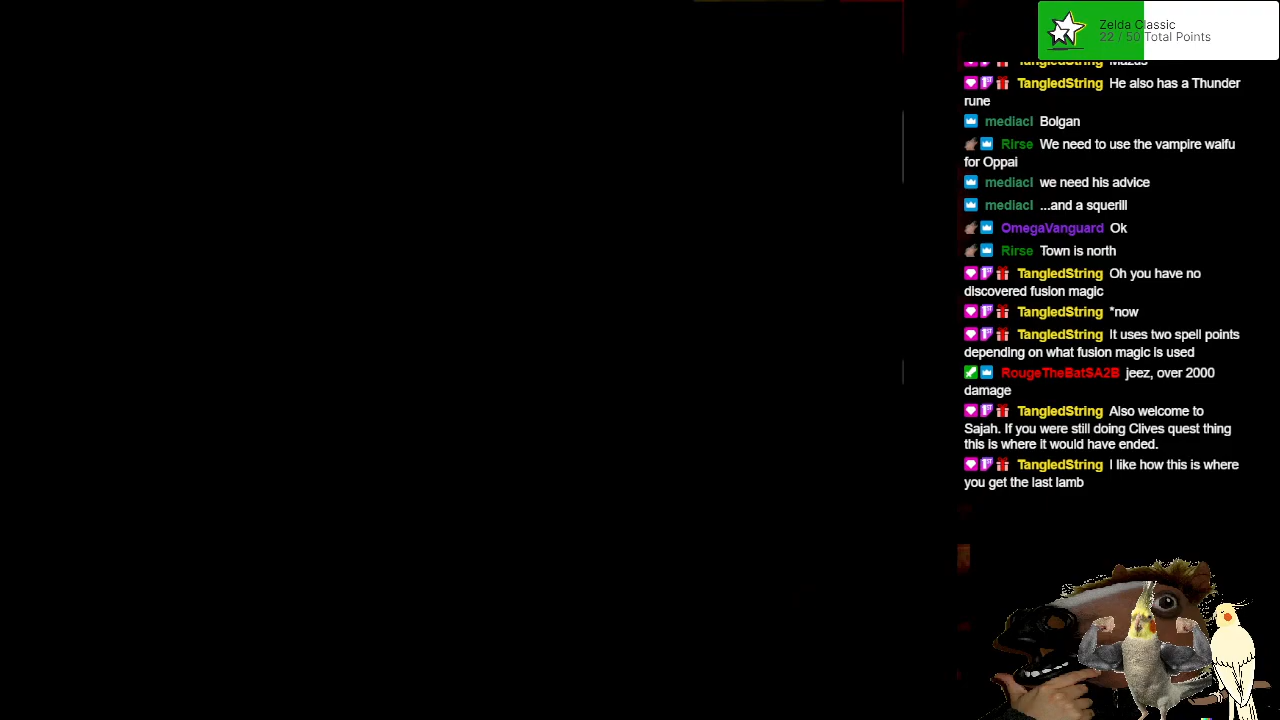 Zelda Classic
22 / 50 Total Points
TangledString Mazus
TangledString He also has a Thunder
rune
mediacl Bolgan
Rirse We need to use the vampire waifu
for Oppai
mediacl we need his advice
mediacl ...and a squerill
OmegaVanguard Ok
Rirse Town is north
TangledString Oh you have no
discovered fusion magic
TangledString *now
TangledString It uses two spell points
depending on what fusion magic is used
RougeTheBatSA2B jeez, over 2000
damage
TangledString Also welcome to
Sajah. If you were still doing Clives quest thing
this is where it would have ended.
TangledString I like how this is where
you get the last lamb